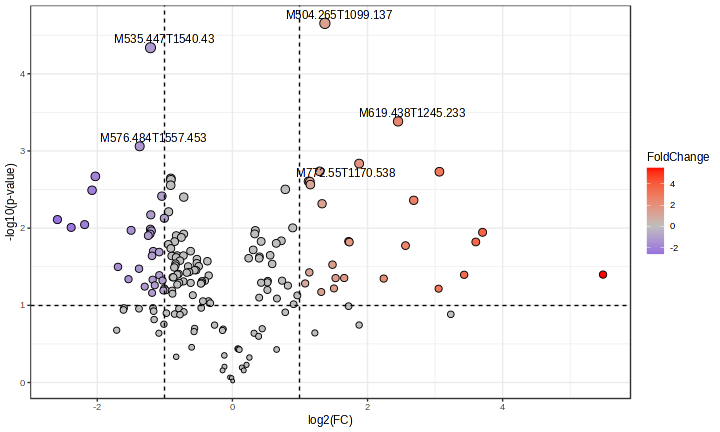 M504.265T1099.137
M535.447T1540.43
M619.438T1245.233
M576.484T1557.453
M772.55T1170.538
FoldChange
4
2
0
-2
-log10(p-value)
4
3
2
1
0
-2
0
2
4
log2(FC)